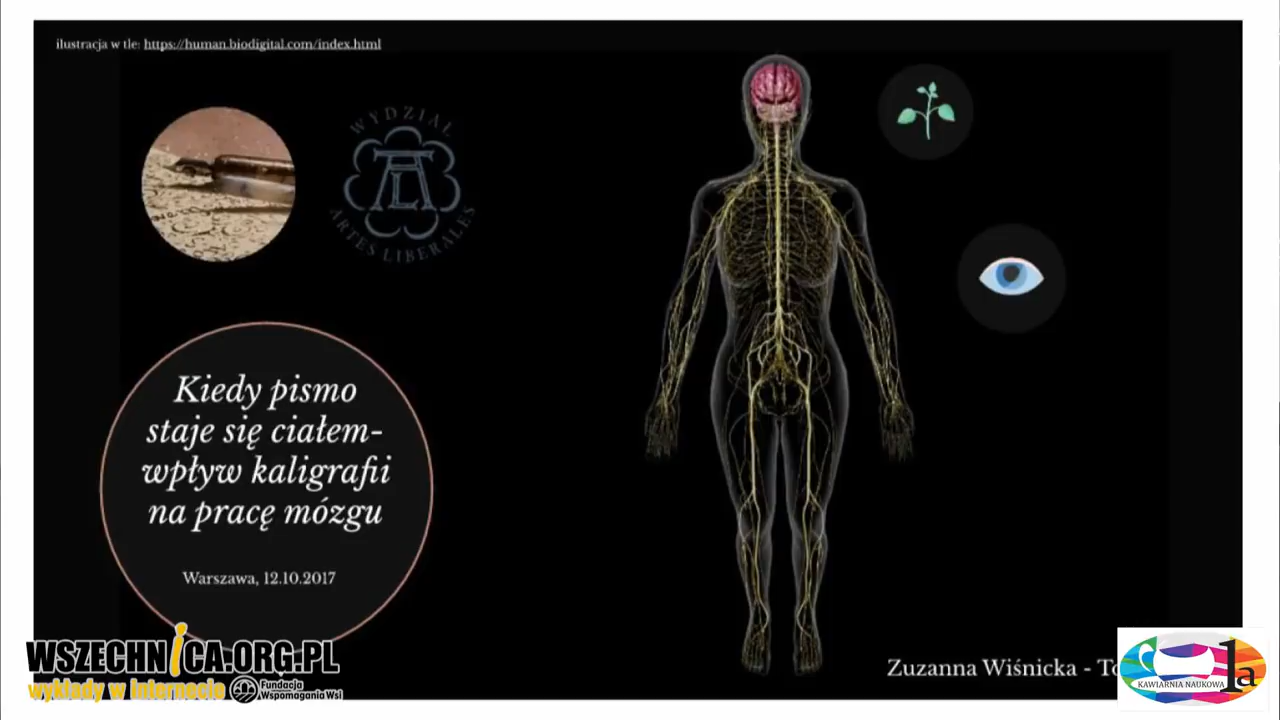 ilustracja w tle: https://human.biodigital.com/index.html
WYDZIAŁ
ARTES LIBERALES
Kiedy pismo
staje się ciałem-
wpływ kaligrafii
na pracę mózgu
Warszawa, 12.10.2017
WSZECHNICA.ORG.PL
wykłady w internecie
Fundacja
Wspomagania Wsi
Zuzanna Wiśnicka -
KAWIARNIA NAUKOWA 1a